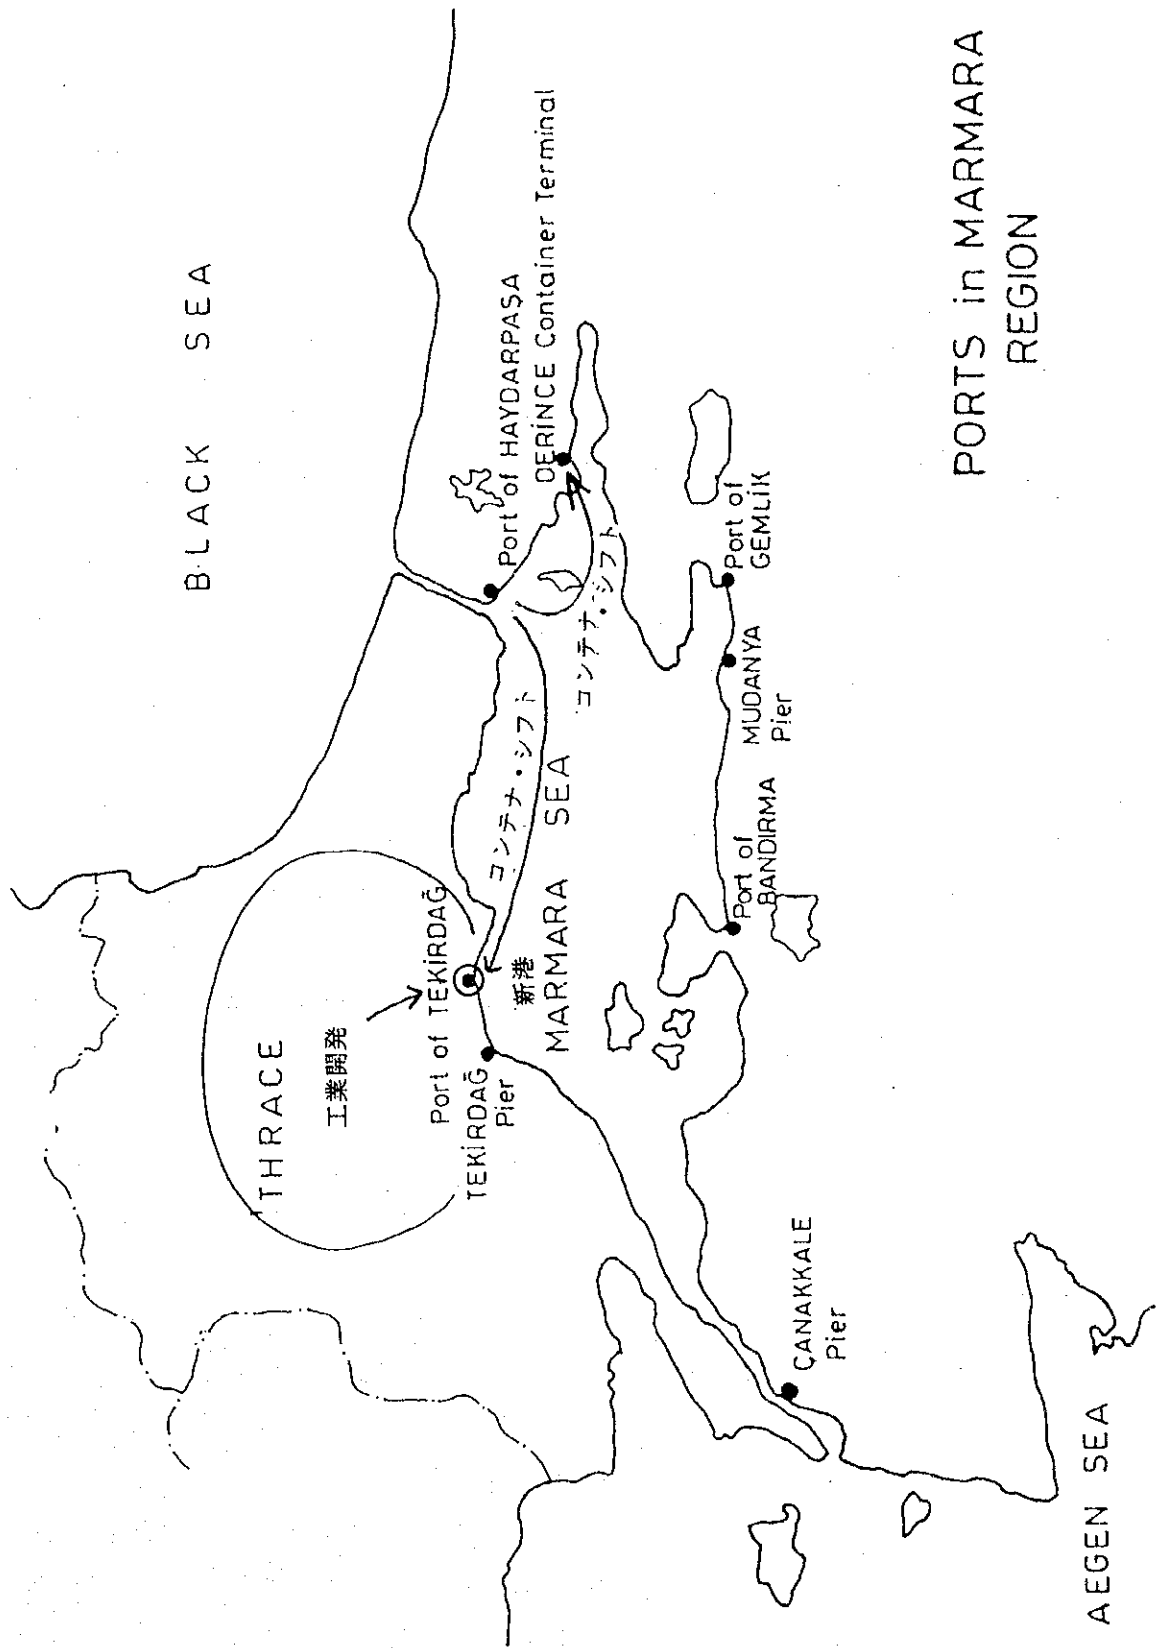 BLACK SEA
THRACE
工業開発
Port of TEKİRDAĞ
TEKİRDAĞ
Pier
新港
コンテナ・シフト
MARMARA SEA
Port of HAYDARPAŞA
DERİNCE Container Terminal
コンテナ・シフト
Port of
GEMLİK
MUDANYA
Pier
Port of
BANDIRMA
ÇANAKKALE
Pier
AEGEN SEA
PORTS in MARMARA
REGION